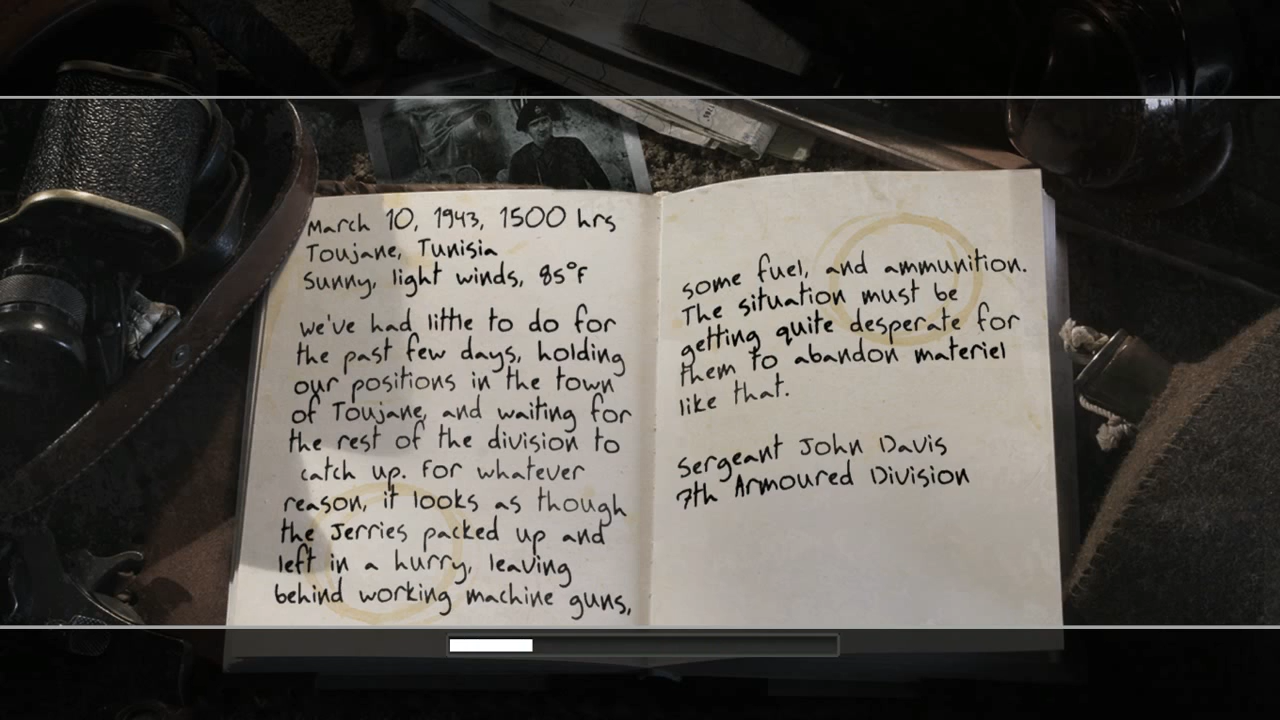 March 10, 1943, 1500 hrs
Toujane, Tunisia
Sunny, light winds, 85°F
We've had little to do for
the past few days, holding
our positions in the town
of Toujane, and waiting for
the rest of the division to
catch up. For whatever
reason, it looks as though
the Jerries packed up and
left in a hurry, leaving
behind working machine guns,
some fuel, and ammunition.
The situation must be
getting quite desperate for
them to abandon materiel
like that.
Sergeant John Davis
7th Armoured Division